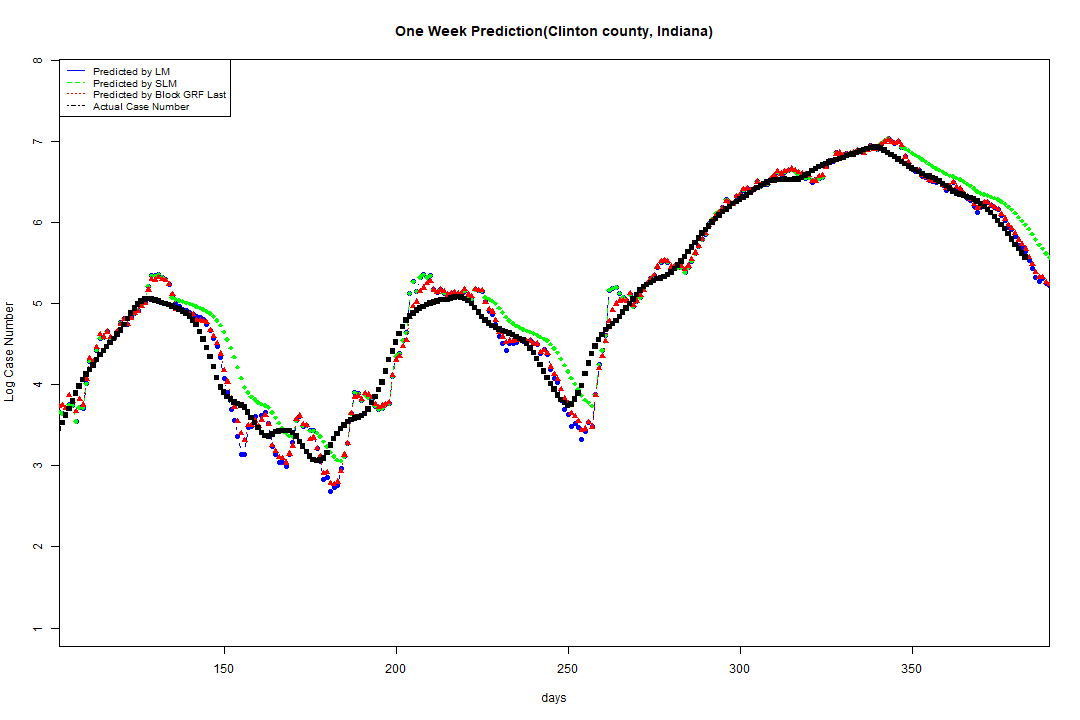 One Week Prediction(Clinton county, Indiana)
Predicted by LM
Predicted by SLM
Predicted by Block GRF Last
Actual Case Number
8
7
6
5
4
3
2
1
Log Case Number
150 200 250 300 350
days